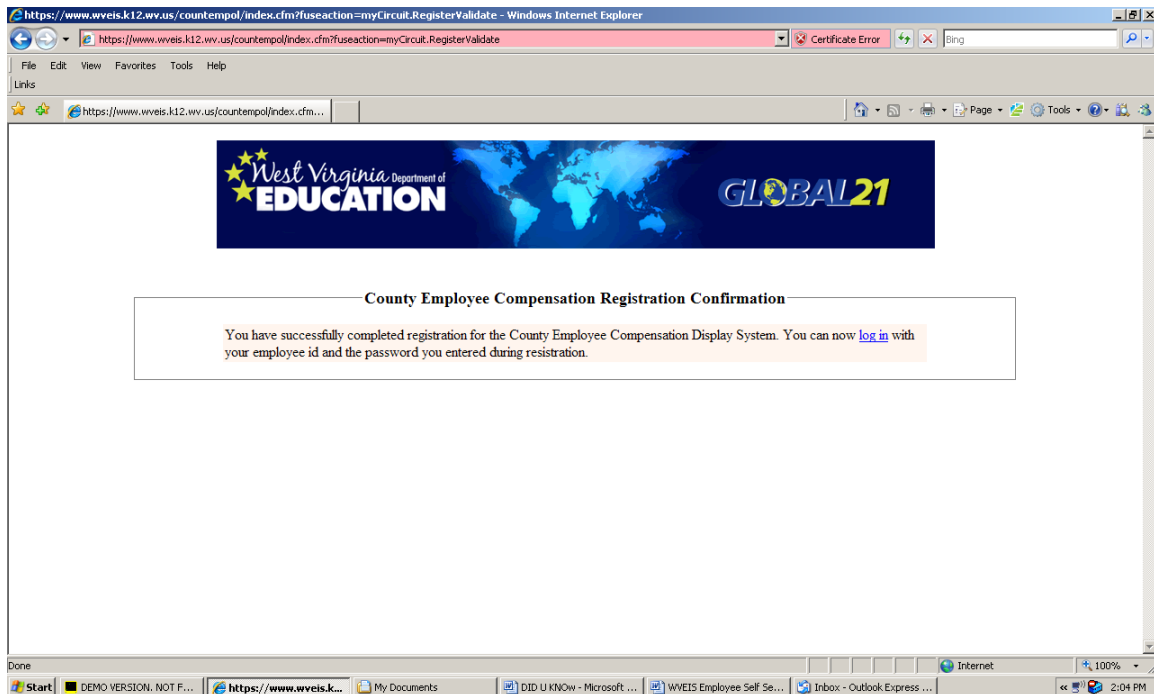 https://www.wveis.k12.wv.us/countempol/index.cfm?fuseaction=myCircuit.RegisterValidate - Windows Internet Explorer
https://www.wveis.k12.wv.us/countempol/index.cfm?fuseaction=myCircuit.RegisterValidate Certificate Error Bing
File Edit View Favorites Tools Help
Links
https://www.wveis.k12.wv.us/countempol/index.cfm... Page Tools
West Virginia Department of
EDUCATION
GLOBAL21
County Employee Compensation Registration Confirmation
You have successfully completed registration for the County Employee Compensation Display System. You can now log in with
your employee id and the password you entered during resistration.
Done Internet 100%
Start DEMO VERSION. NOT F... https://www.wveis.k... My Documents DID U KNOw - Microsoft ... WVEIS Employee Self Se... Inbox - Outlook Express ... « 2:04 PM